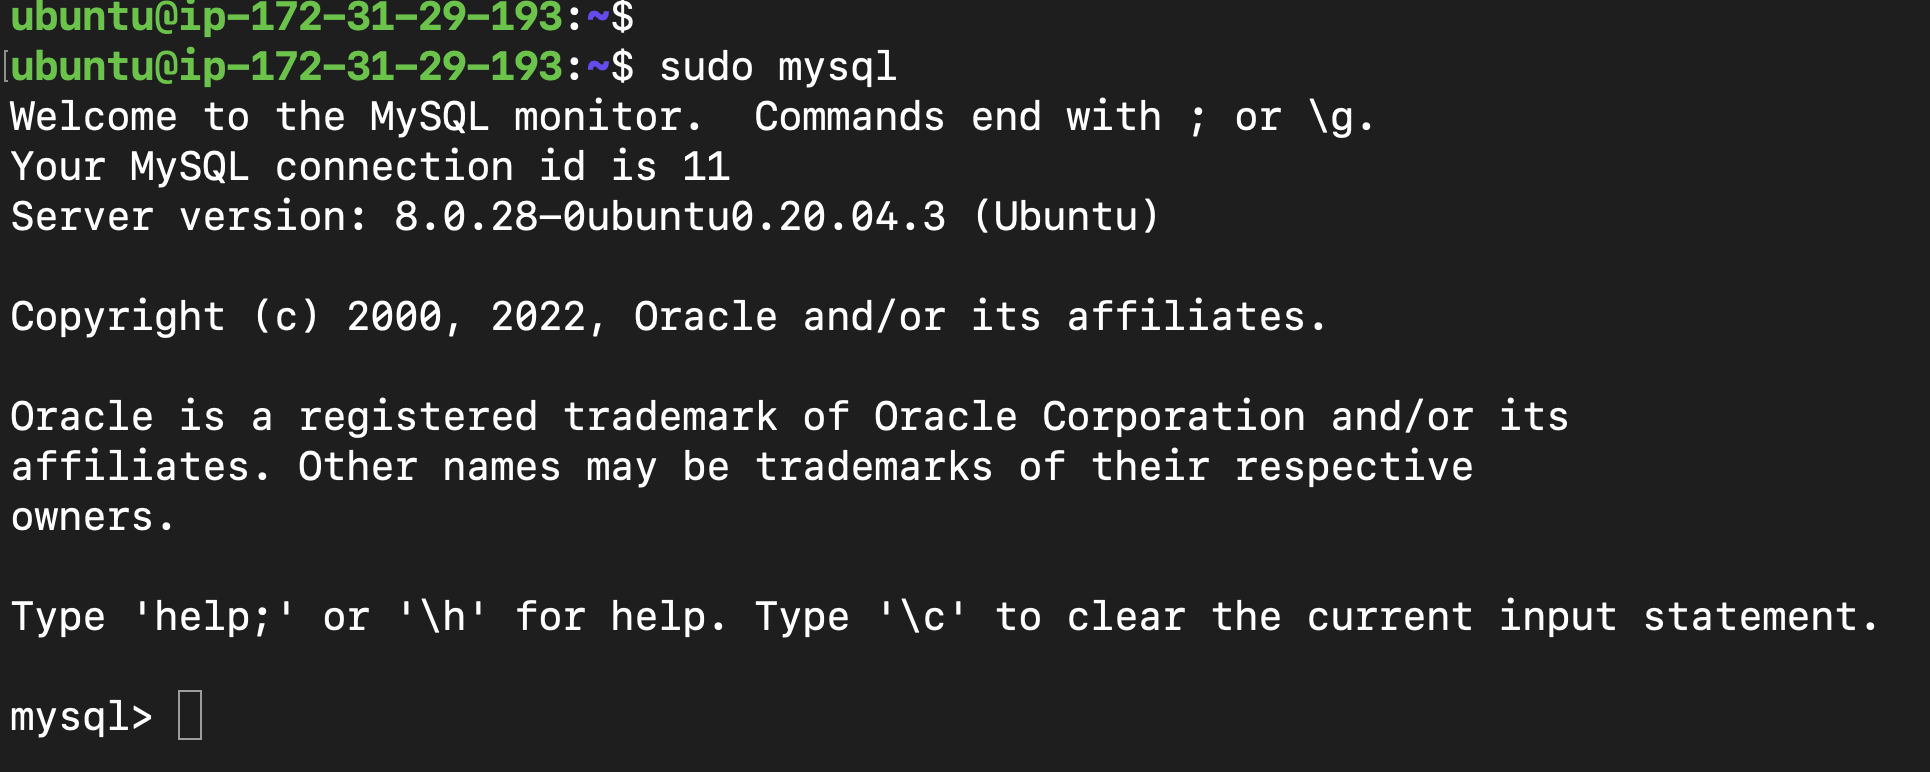 ubuntu@ip-172-31-29-193:~$
[ubuntu@ip-172-31-29-193:~$ sudo mysql
Welcome to the MySQL monitor.  Commands end with ; or \g.
Your MySQL connection id is 11
Server version: 8.0.28-0ubuntu0.20.04.3 (Ubuntu)
Copyright (c) 2000, 2022, Oracle and/or its affiliates.
Oracle is a registered trademark of Oracle Corporation and/or its
affiliates. Other names may be trademarks of their respective
owners.
Type 'help;' or '\h' for help. Type '\c' to clear the current input statement.
mysql>